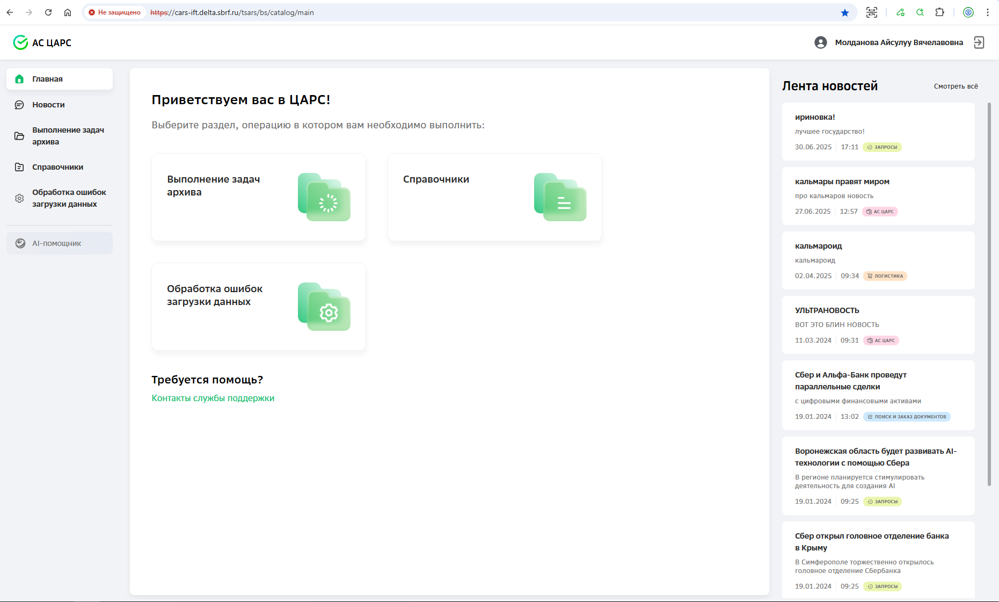 Не защищено
https://cars-ift.delta.sbrf.ru/tsars/bs/catalog/main
АС ЦАРС
Молданова Айсулуу Вячелавовна
Главная
Новости
Выполнение задач
архива
Справочники
Обработка ошибок
загрузки данных
AI-помощник
Приветствуем вас в ЦАРС!
Выберите раздел, операцию в котором вам необходимо выполнить:
Выполнение задач
архива
Справочники
Обработка ошибок
загрузки данных
Требуется помощь?
Контакты службы поддержки
Лента новостей
Смотреть всё
ириновка!
лучшее государство!
30.06.2025 17:11 ЗАПРОСЫ
кальмары правят миром
про кальмаров новость
27.06.2025 12:57 АС ЦАРС
кальмароид
кальмароид
02.04.2025 09:34 ЛОГИСТИКА
УЛЬТРАНОВОСТЬ
ВОТ ЭТО БЛИН НОВОСТЬ
11.03.2024 09:31 АС ЦАРС
Сбер и Альфа-Банк проведут
параллельные сделки
с цифровыми финансовыми активами
19.01.2024 13:02 ПОИСК И ЗАКАЗ ДОКУМЕНТОВ
Воронежская область будет развивать AI-
технологии с помощью Сбера
В регионе планируется стимулировать
деятельность для создания AI
19.01.2024 09:25 ЗАПРОСЫ
Сбер открыл головное отделение банка
в Крыму
В Симферополе торжественно открылось
головное отделение Сбербанка
19.01.2024 09:25 ЗАПРОСЫ